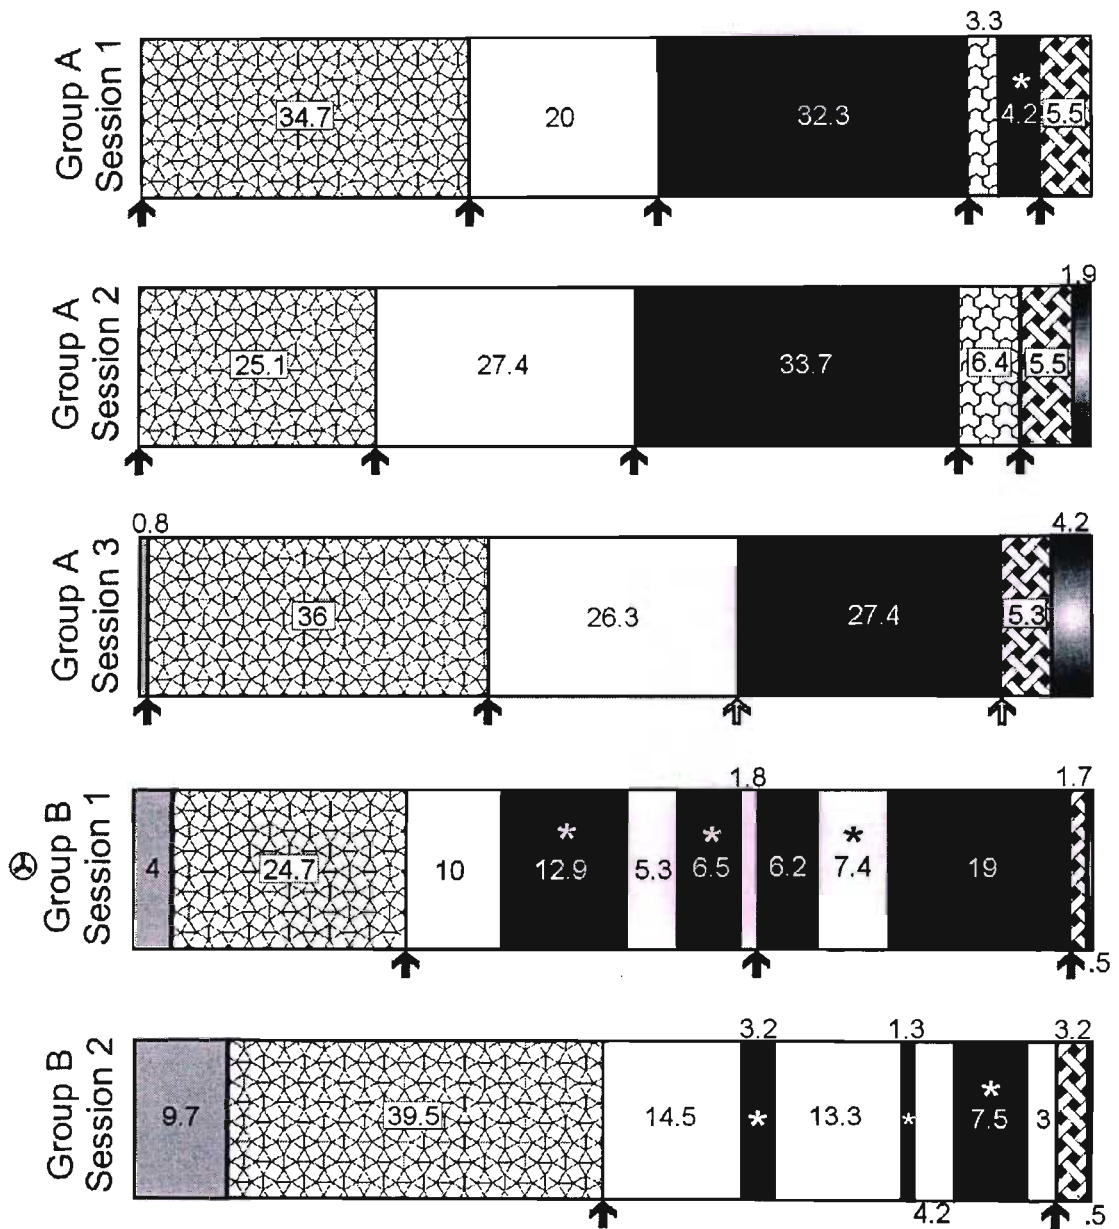 3.3
Group A
Session 1
34.7 20 32.3 * 4.2 5.5
1.9
Group A
Session 2
25.1 27.4 33.7 6.4 5.5
0.8 4.2
Group A
Session 3
36 26.3 27.4 5.3
1.8 1.7
Group B
Session 1
4 24.7 10 * 12.9 5.3 * 6.5 6.2 * 7.4 19
.5
3.2 1.3 3.2
Group B
Session 2
9.7 39.5 14.5 * 13.3 * * 7.5 3
4.2 .5